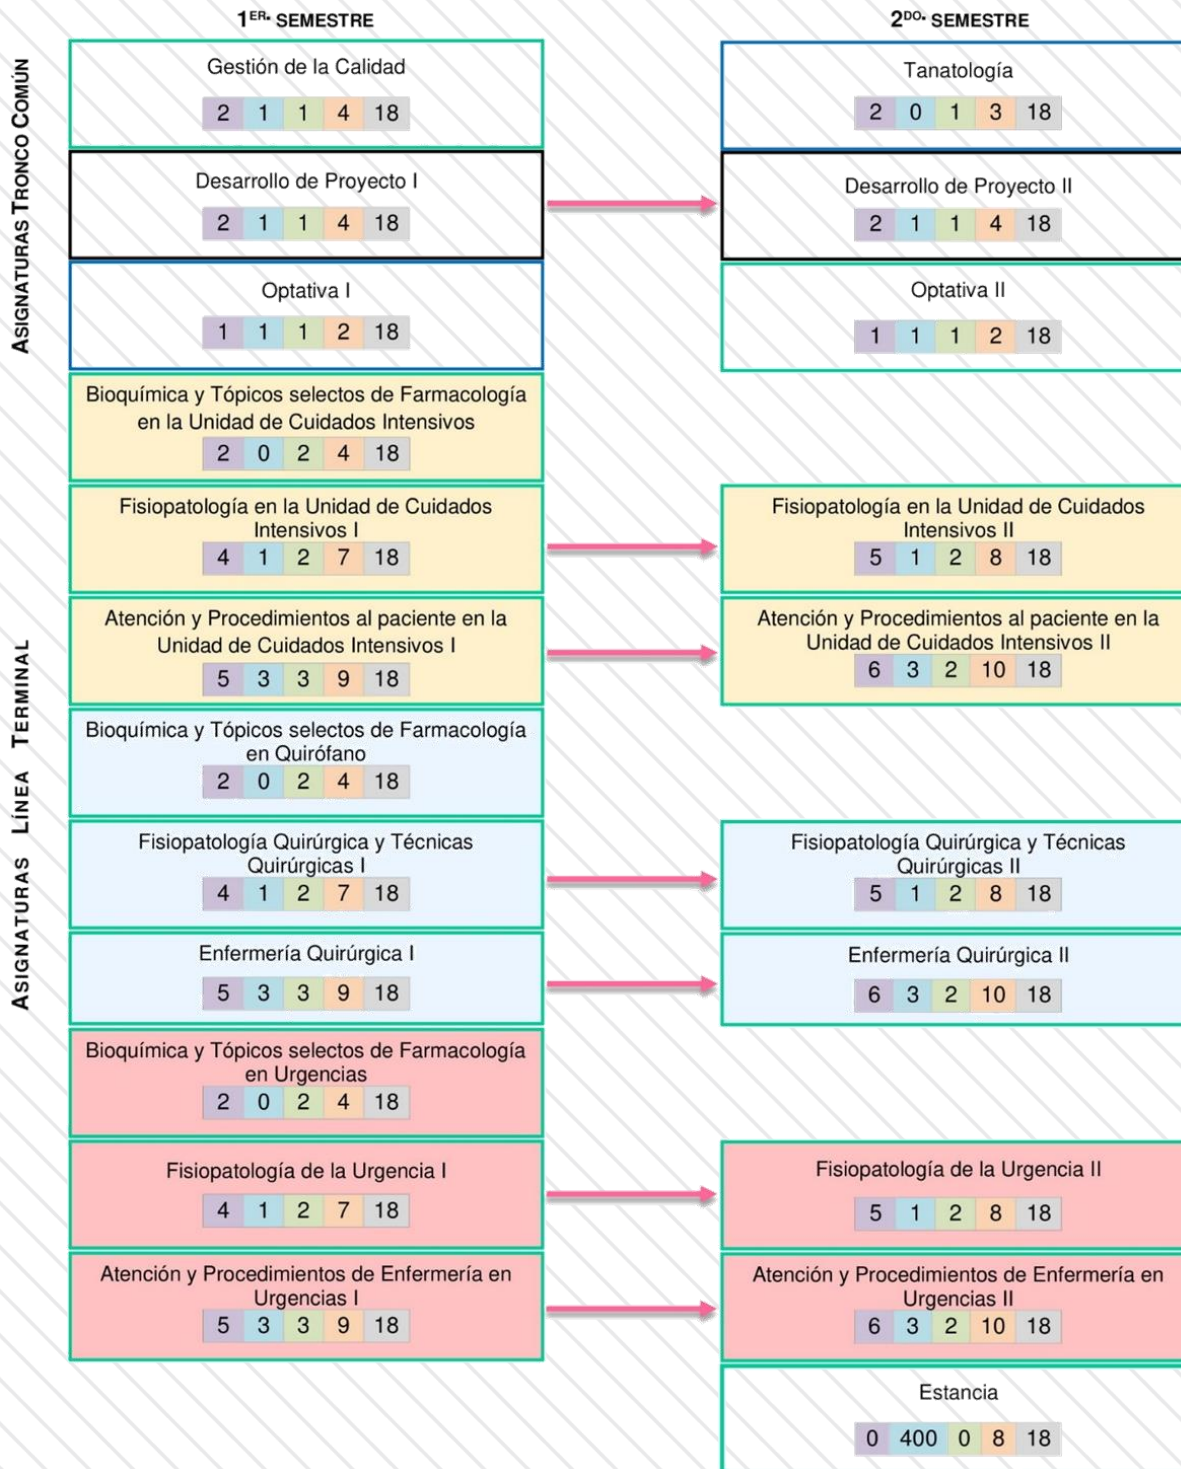 1ER. SEMESTRE
2DO. SEMESTRE
ASIGNATURAS TRONCO COMÚN
Gestión de la Calidad
2 1 1 4 18
Tanatología
2 0 1 3 18
Desarrollo de Proyecto I
2 1 1 4 18
Desarrollo de Proyecto II
2 1 1 4 18
Optativa I
1 1 1 2 18
Optativa II
1 1 1 2 18
ASIGNATURAS LÍNEA TERMINAL
Bioquímica y Tópicos selectos de Farmacología
en la Unidad de Cuidados Intensivos
2 0 2 4 18
Fisiopatología en la Unidad de Cuidados
Intensivos I
4 1 2 7 18
Fisiopatología en la Unidad de Cuidados
Intensivos II
5 1 2 8 18
Atención y Procedimientos al paciente en la
Unidad de Cuidados Intensivos I
5 3 3 9 18
Atención y Procedimientos al paciente en la
Unidad de Cuidados Intensivos II
6 3 2 10 18
Bioquímica y Tópicos selectos de Farmacología
en Quirófano
2 0 2 4 18
Fisiopatología Quirúrgica y Técnicas
Quirúrgicas I
4 1 2 7 18
Fisiopatología Quirúrgica y Técnicas
Quirúrgicas II
5 1 2 8 18
Enfermería Quirúrgica I
5 3 3 9 18
Enfermería Quirúrgica II
6 3 2 10 18
Bioquímica y Tópicos selectos de Farmacología
en Urgencias
2 0 2 4 18
Fisiopatología de la Urgencia I
4 1 2 7 18
Fisiopatología de la Urgencia II
5 1 2 8 18
Atención y Procedimientos de Enfermería en
Urgencias I
5 3 3 9 18
Atención y Procedimientos de Enfermería en
Urgencias II
6 3 2 10 18
Estancia
0 400 0 8 18